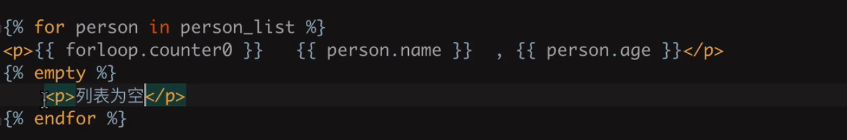 {% for person in person_list %}
<p>{{ forloop.counter0 }}   {{ person.name }}  , {{ person.age }}</p>
{% empty %}
    <p>列表为空</p>
{% endfor %}